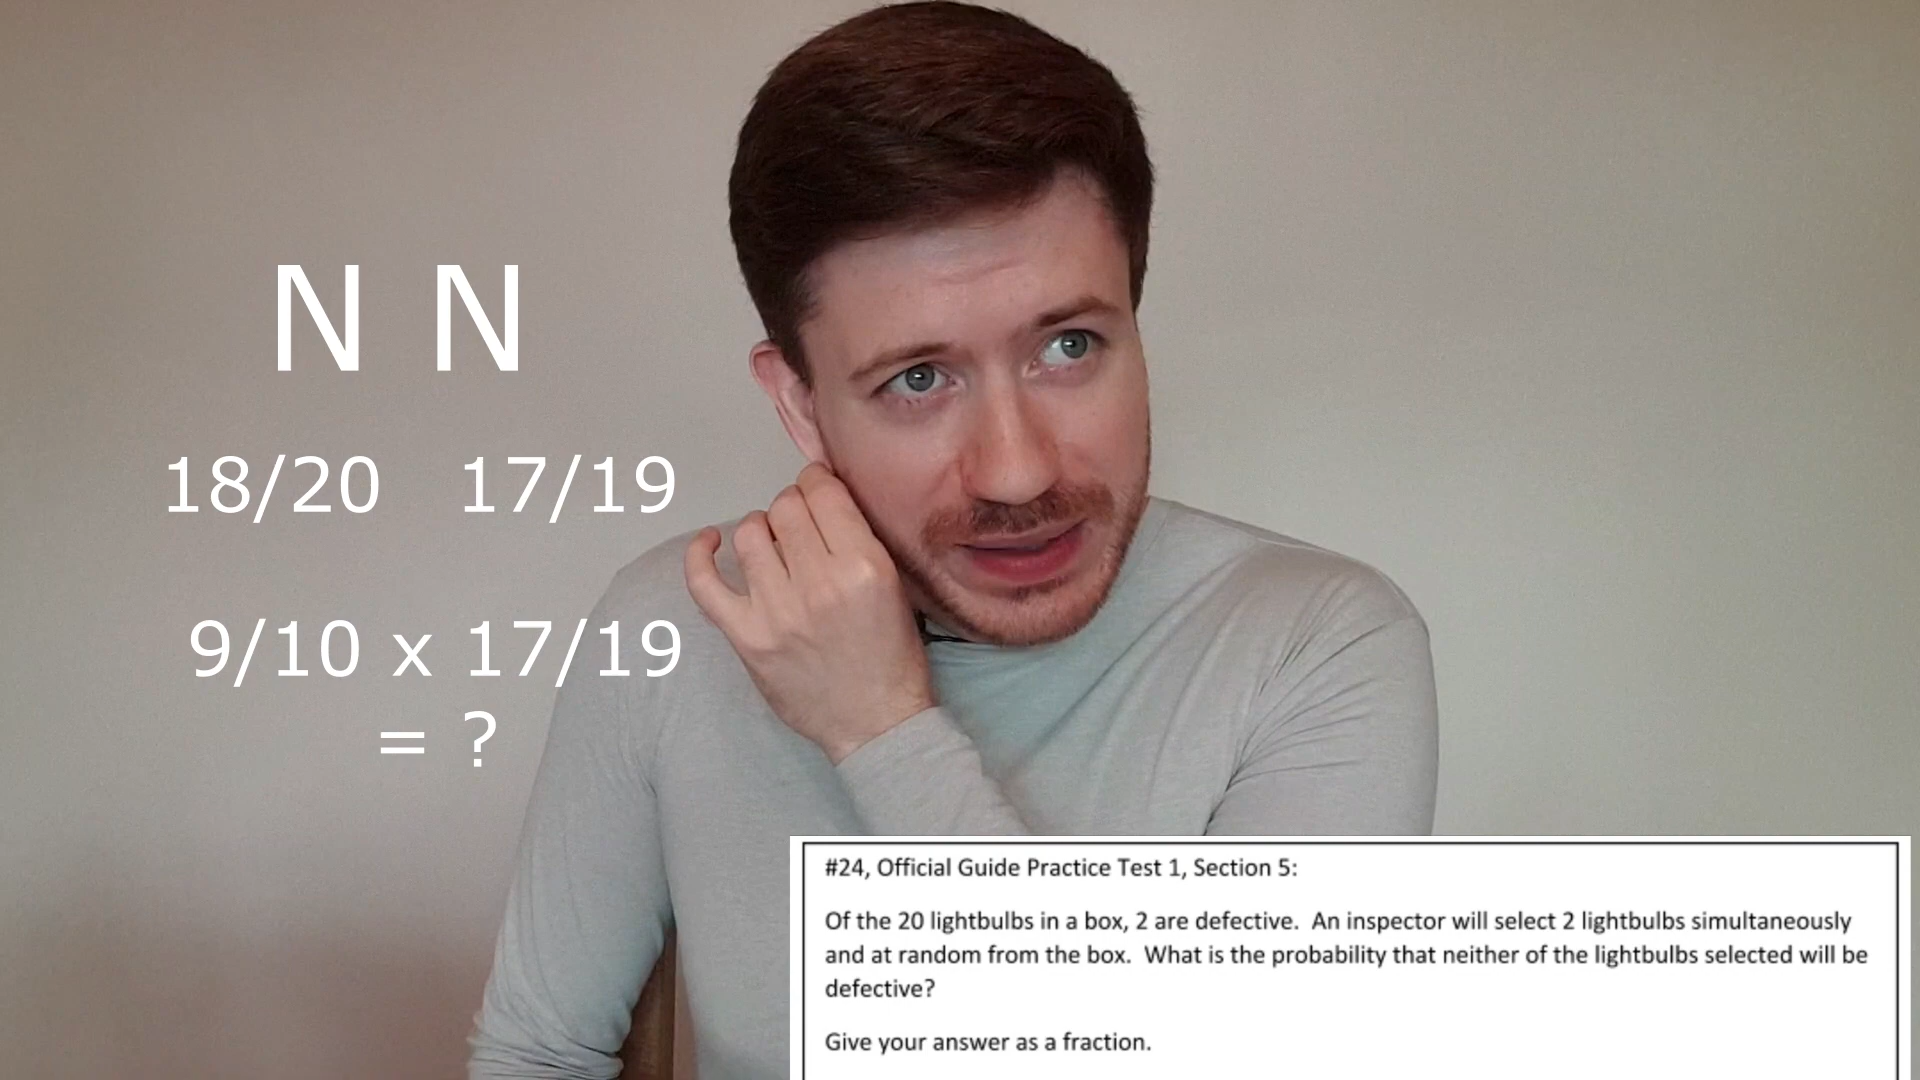 N N
18/20 17/19
9/10 x 17/19
= ?
#24, Official Guide Practice Test 1, Section 5:
Of the 20 lightbulbs in a box, 2 are defective. An inspector will select 2 lightbulbs simultaneously
and at random from the box. What is the probability that neither of the lightbulbs selected will be
defective?
Give your answer as a fraction.